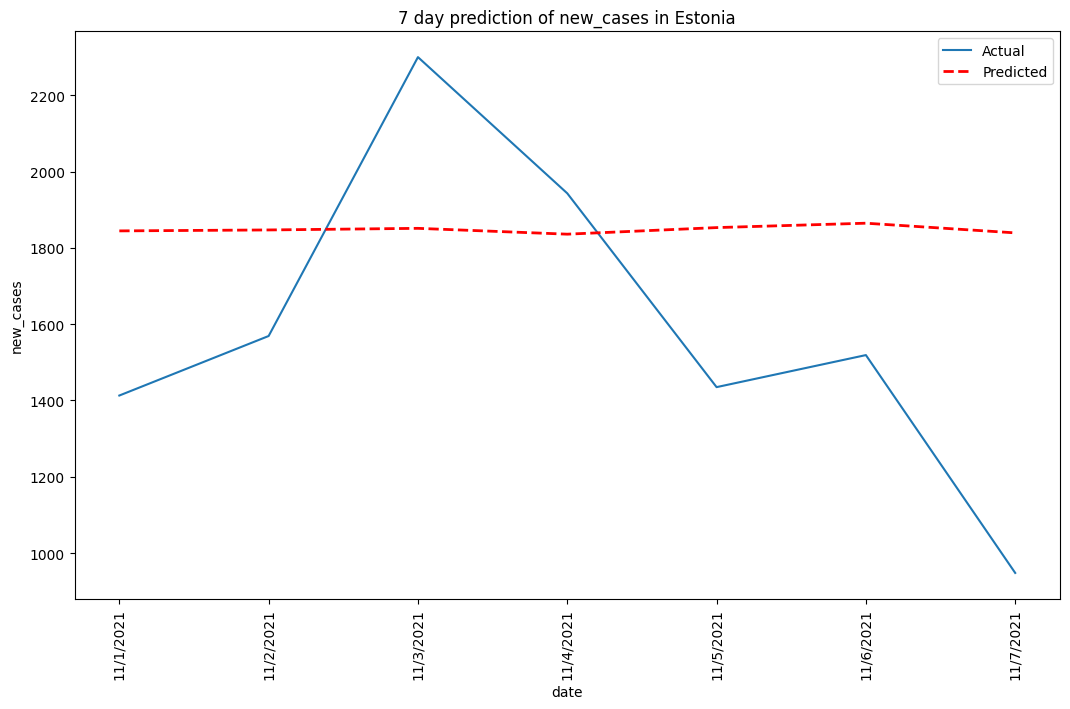 7 day prediction of new_cases in Estonia
Actual
Predicted
new_cases
2200
2000
1800
1600
1400
1200
1000
11/1/2021
11/2/2021
11/3/2021
11/4/2021
11/5/2021
11/6/2021
11/7/2021
date